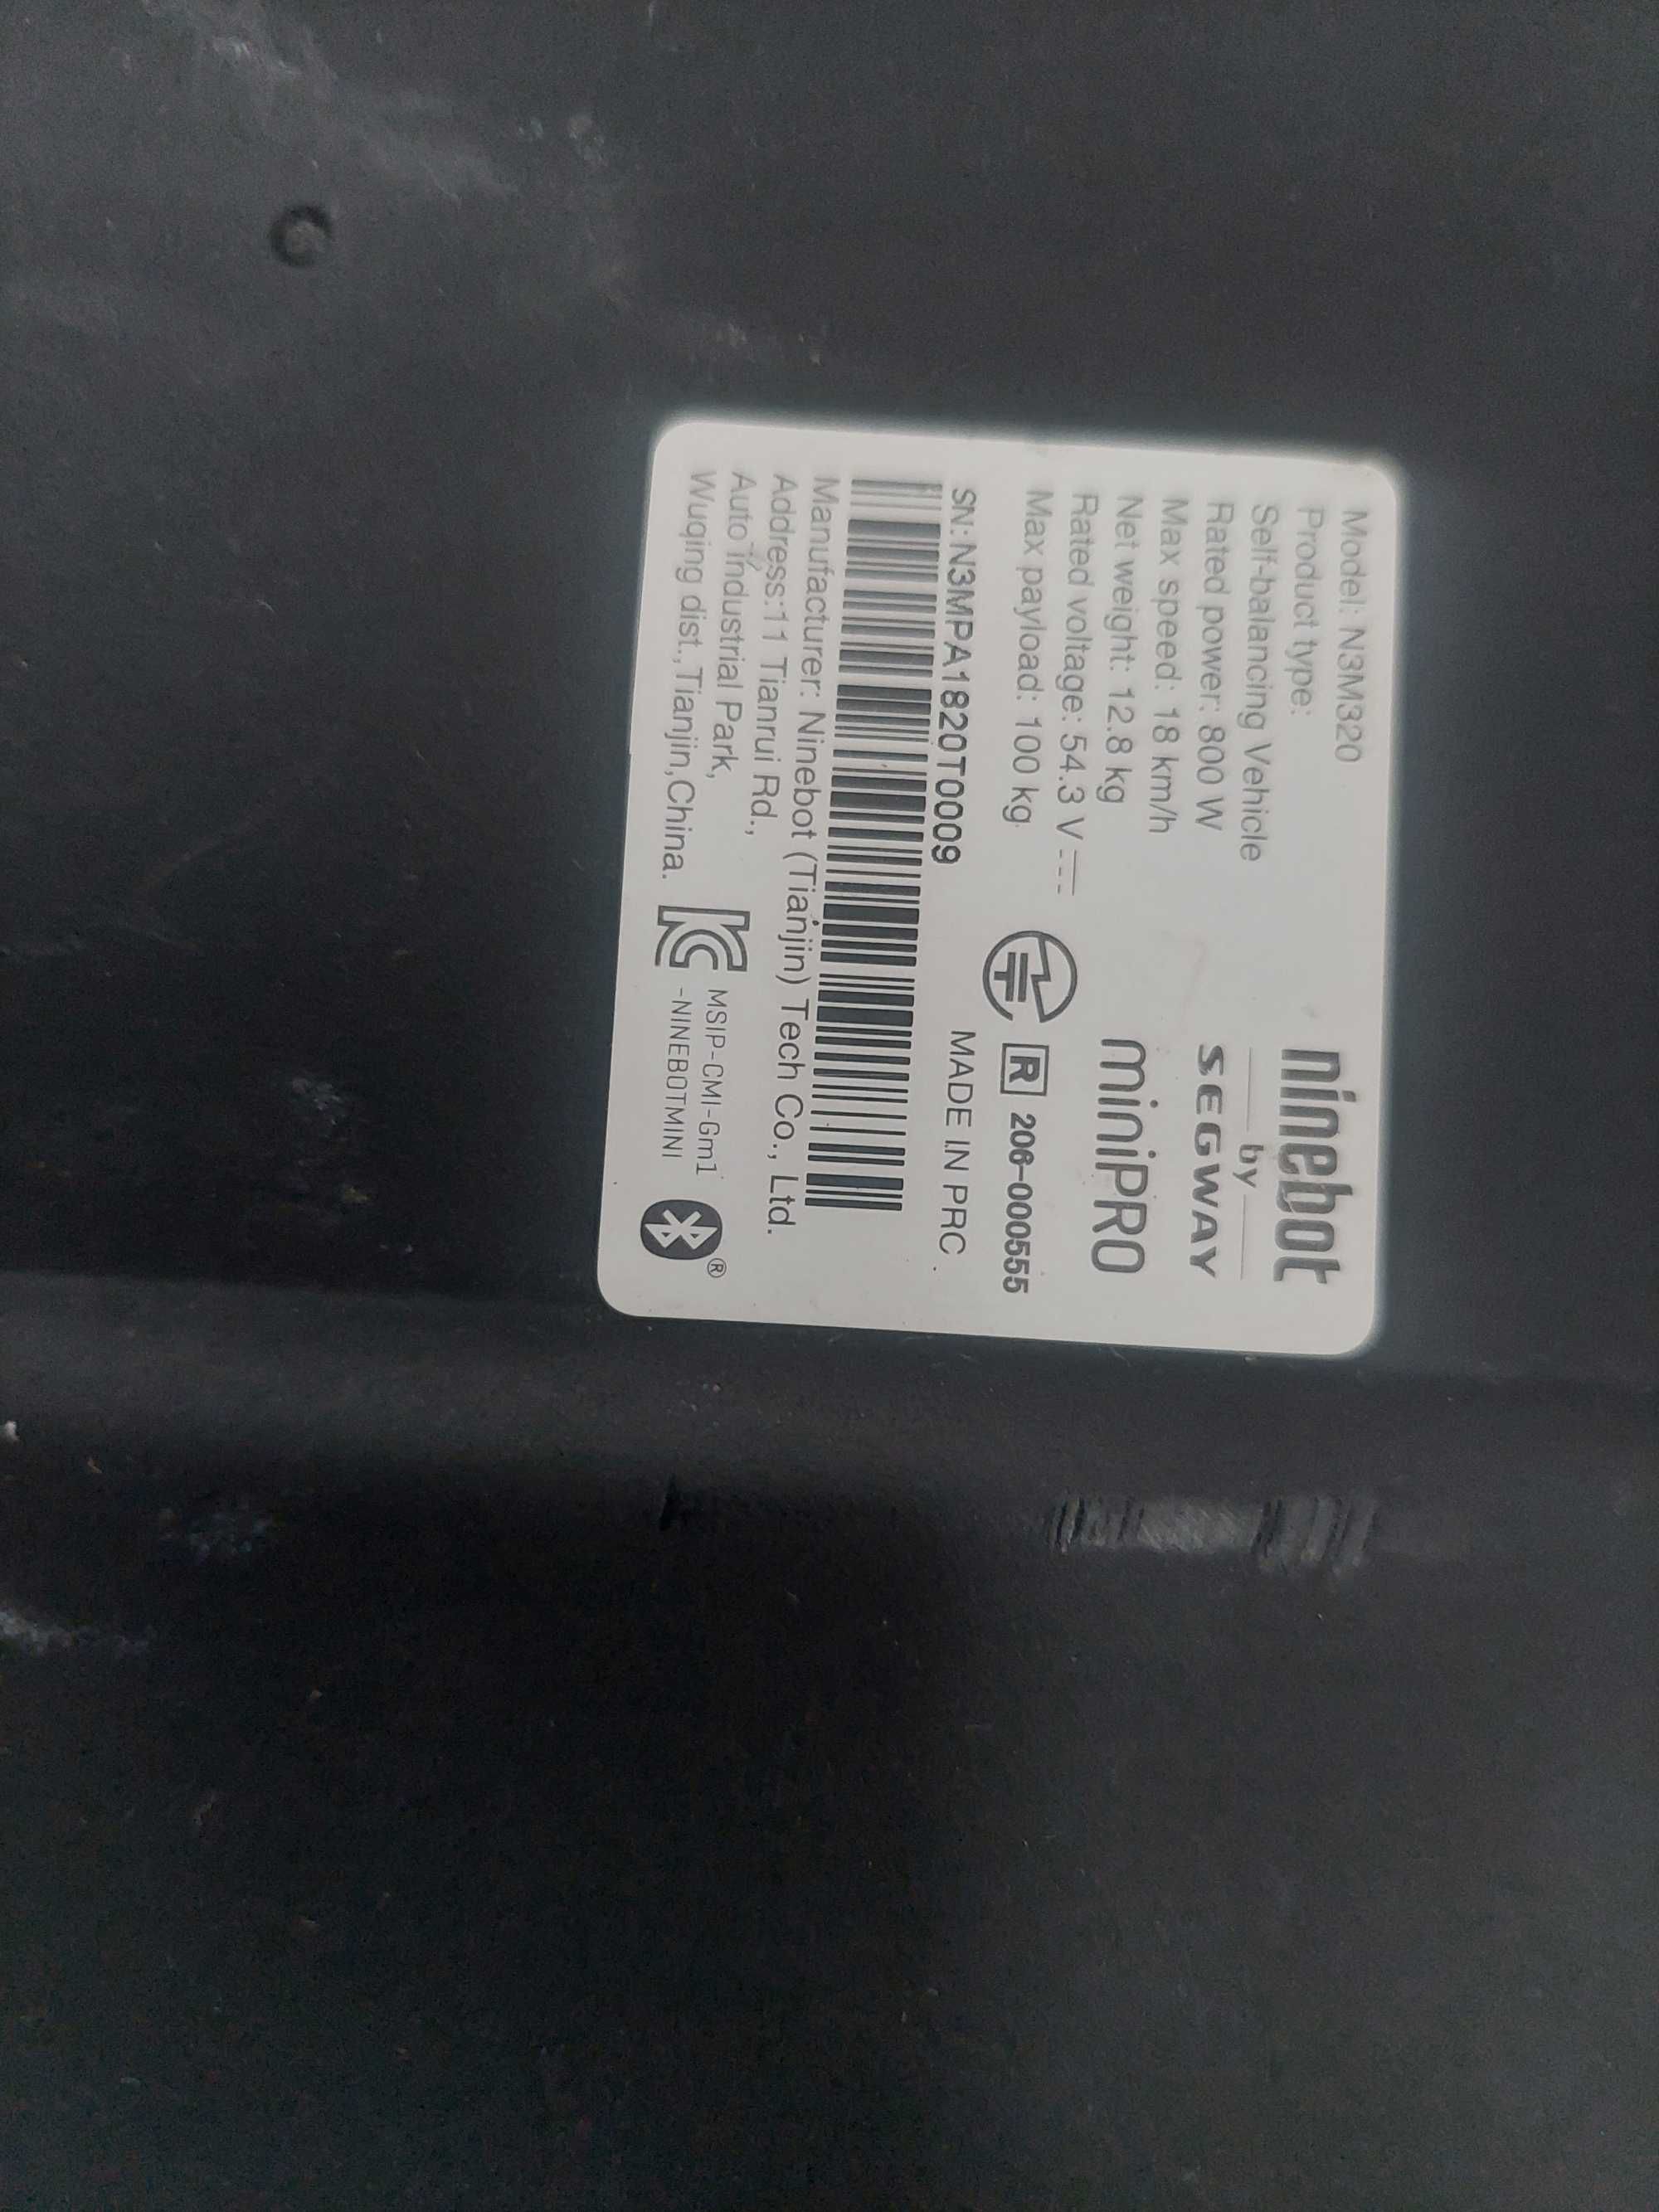 Model: N3M320
Product type:
Self-balancing Vehicle
Rated power: 800 W
Max speed: 18 km/h
Net weight: 12.8 kg
Rated voltage: 54.3 V
Max payload: 100 kg
ninebot
by
SEGWAY
miniPRO
R 206-000555
SN:N3MPA1820T0009
MADE IN PRC
Manufacturer: Ninebot (Tianjin) Tech Co., Ltd.
Address:11 Tianrui Rd.,
Auto Industrial Park,
Wuqing dist.,Tianjin,China.
MSIP-CMI-Gm1
-NINEBOTMINI
®